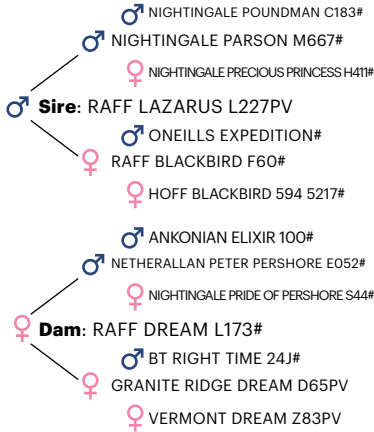 NIGHTINGALE POUNDMAN C183#
NIGHTINGALE PARSON M667#
NIGHTINGALE PRECIOUS PRINCESS H411#
Sire: RAFF LAZARUS L227PV
ONEILLS EXPEDITION#
RAFF BLACKBIRD F60#
HOFF BLACKBIRD 594 5217#
ANKONIAN ELIXIR 100#
NETHERALLAN PETER PERSHORE E052#
NIGHTINGALE PRIDE OF PERSHORE S44#
Dam: RAFF DREAM L173#
BT RIGHT TIME 24J#
GRANITE RIDGE DREAM D65PV
VERMONT DREAM Z83PV